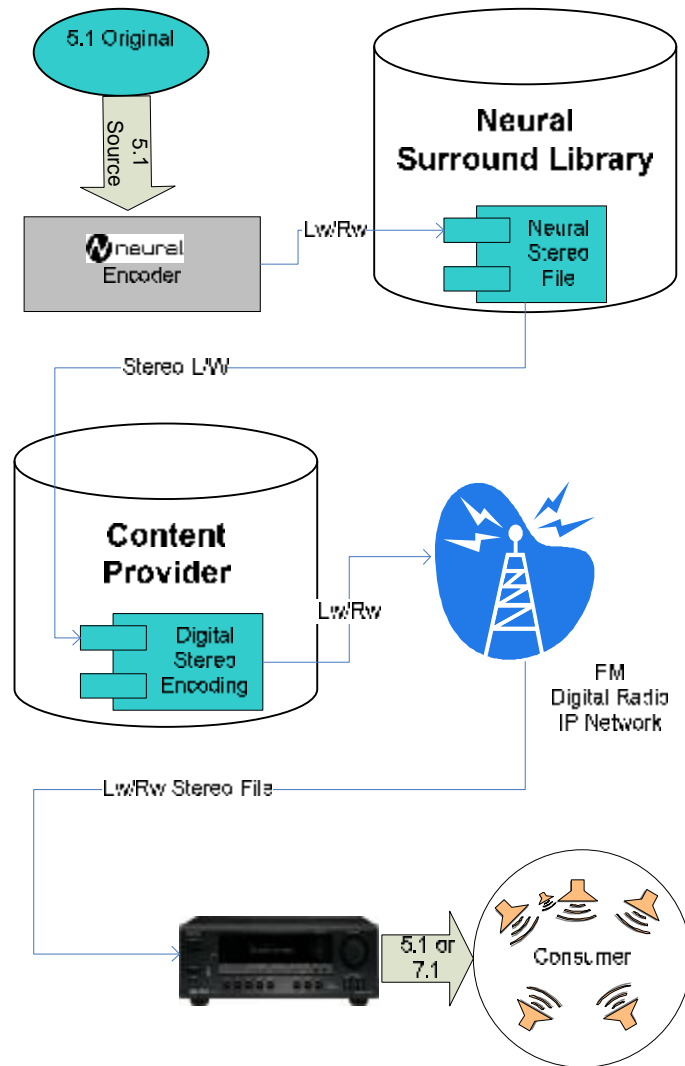 5.1 Original
5.1
Source
neural
Encoder
Lw/Rw
Neural
Surround Library
Neural
Stereo
File
Stereo L/W
Content
Provider
Digital
Stereo
Encoding
Lw/Rw
FM
Digital Radio
IP Network
Lw/Rw Stereo File
5.1 or
7.1
Consumer